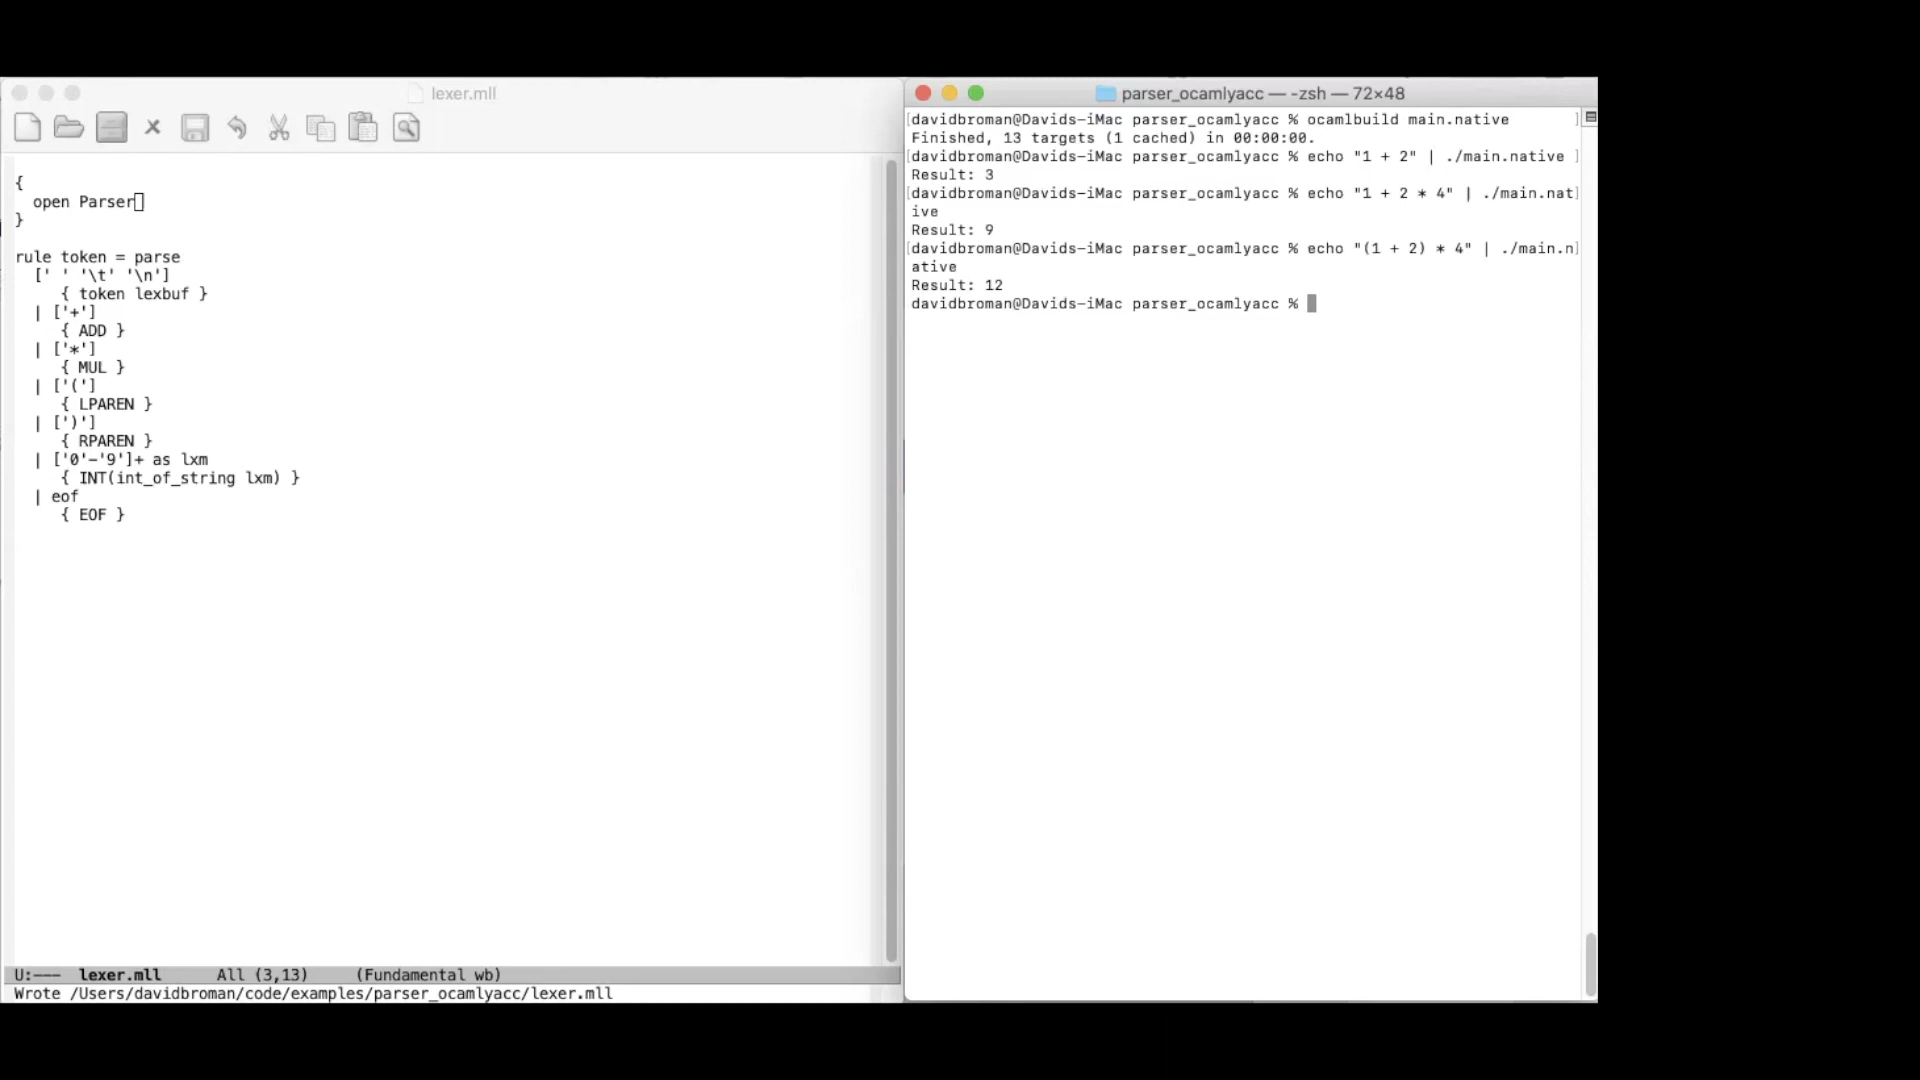 lexer.mll
{
  open Parser
}
rule token = parse
  [' ' '\t' '\n']
     { token lexbuf }
  | ['+']
     { ADD }
  | ['*']
     { MUL }
  | ['(']
     { LPAREN }
  | [')']
     { RPAREN }
  | ['0'-'9']+ as lxm
     { INT(int_of_string lxm) }
  | eof
     { EOF }
U:---  lexer.mll      All (3,13)     (Fundamental wb)
Wrote /Users/davidbroman/code/examples/parser_ocamlyacc/lexer.mll
parser_ocamlyacc — -zsh — 72×48
[davidbroman@Davids-iMac parser_ocamlyacc % ocamlbuild main.native       ]
Finished, 13 targets (1 cached) in 00:00:00.
[davidbroman@Davids-iMac parser_ocamlyacc % echo "1 + 2" | ./main.native ]
Result: 3
[davidbroman@Davids-iMac parser_ocamlyacc % echo "1 + 2 * 4" | ./main.nat]
ive
Result: 9
[davidbroman@Davids-iMac parser_ocamlyacc % echo "(1 + 2) * 4" | ./main.n]
ative
Result: 12
davidbroman@Davids-iMac parser_ocamlyacc %